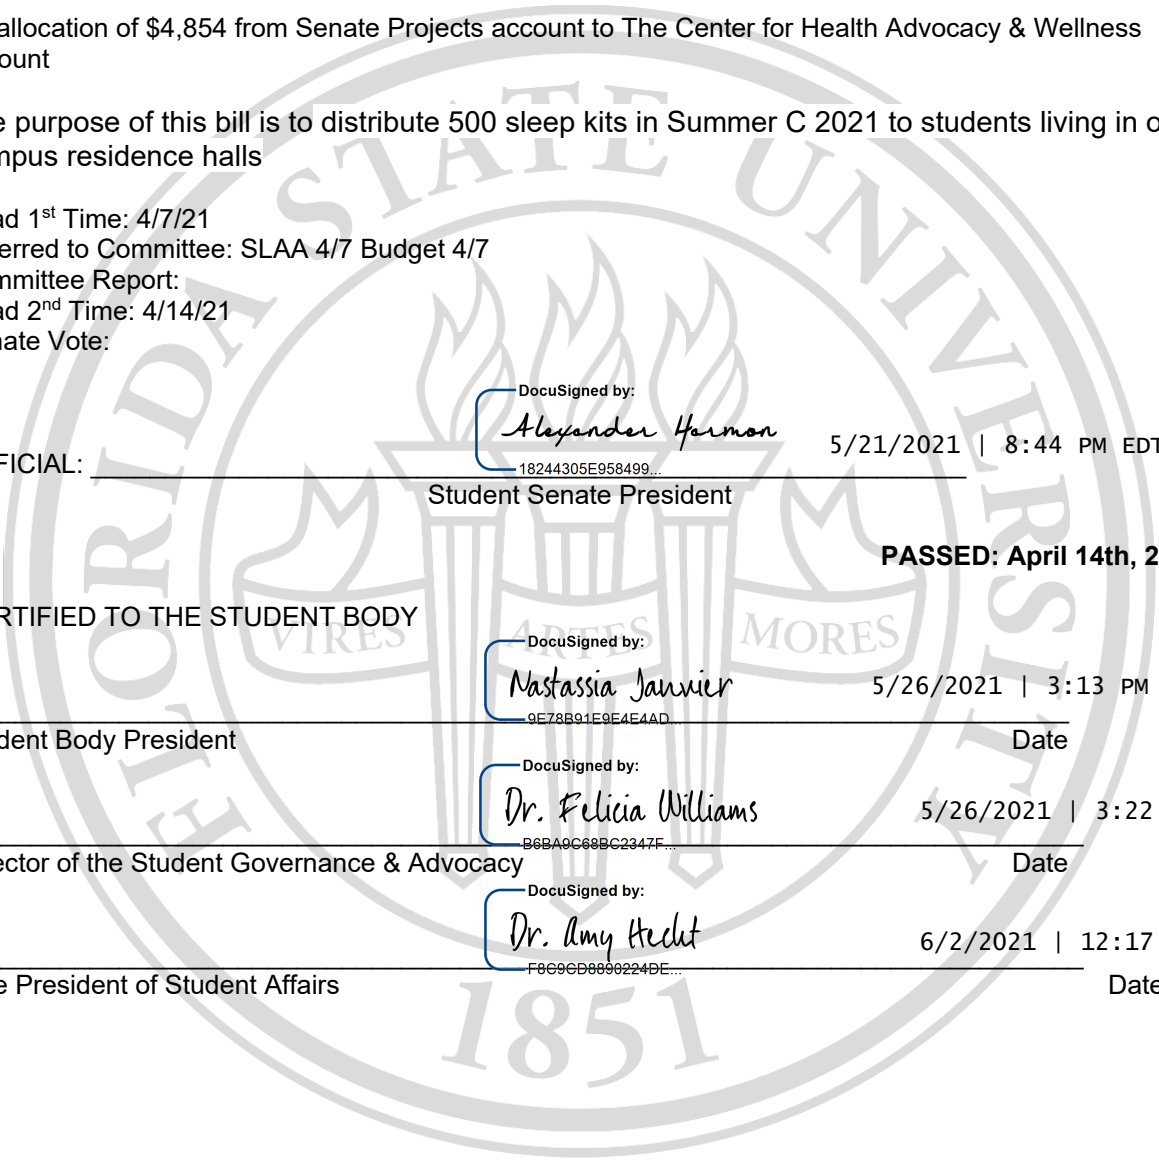 allocation of $4,854 from Senate Projects account to The Center for Health Advocacy & Wellness
ount
e purpose of this bill is to distribute 500 sleep kits in Summer C 2021 to students living in o
mpus residence halls
ad 1st Time: 4/7/21
erred to Committee: SLAA 4/7 Budget 4/7
mmittee Report:
ad 2nd Time: 4/14/21
nate Vote:
DocuSigned by:
Alexander Harmon
5/21/2021 | 8:44 PM EDT
FICIAL:
18244305E958499...
Student Senate President
PASSED: April 14th, 2
RTIFIED TO THE STUDENT BODY
DocuSigned by:
Nastassia Janvier
5/26/2021 | 3:13 PM
9E78B91E9E4E4AD...
dent Body President Date
DocuSigned by:
Dr. Felicia Williams
5/26/2021 | 3:22
B6BA9C68BC2347F...
ector of the Student Governance & Advocacy Date
DocuSigned by:
Dr. Amy Hecht
6/2/2021 | 12:17
F8C9CD8890224DE...
e President of Student Affairs Date
FLORIDA STATE UNIVERSITY
VIRES ARTES MORES
1851